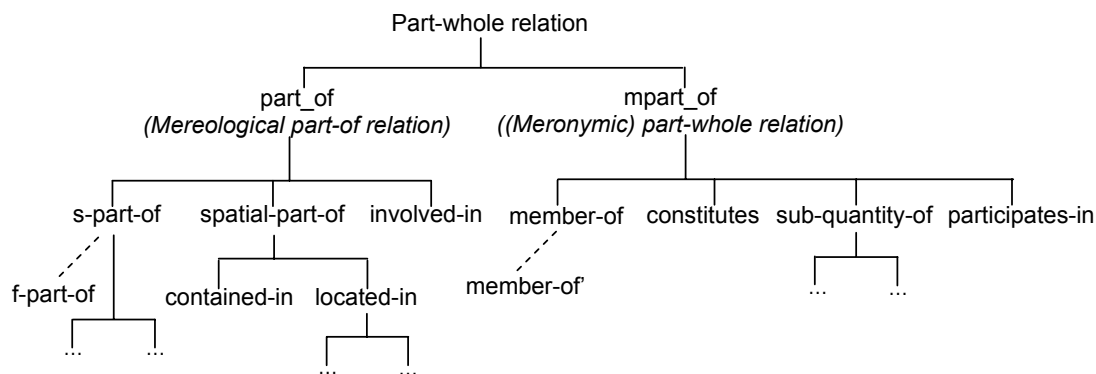 Part-whole relation
part_of mpart_of
(Mereological part-of relation) ((Meronymic) part-whole relation)
s-part-of spatial-part-of involved-in member-of constitutes sub-quantity-of participates-in
f-part-of contained-in located-in member-of’ ... ...
... ...
... ...